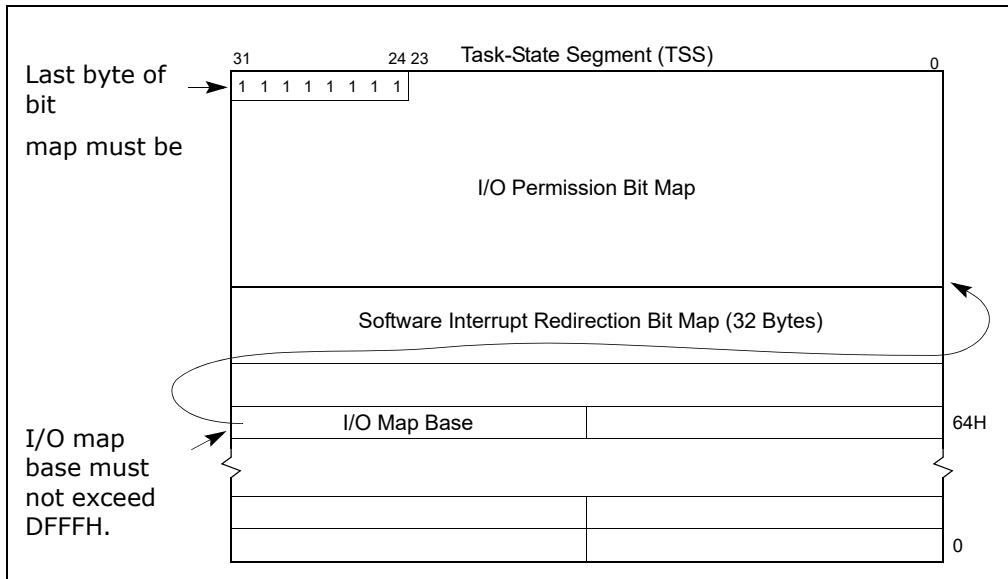 Task-State Segment (TSS)
31
24 23
0
Last byte of
bit
map must be
1 1 1 1 1 1 1 1
I/O Permission Bit Map
Software Interrupt Redirection Bit Map (32 Bytes)
I/O Map Base
64H
I/O map
base must
not exceed
DFFFH.
0